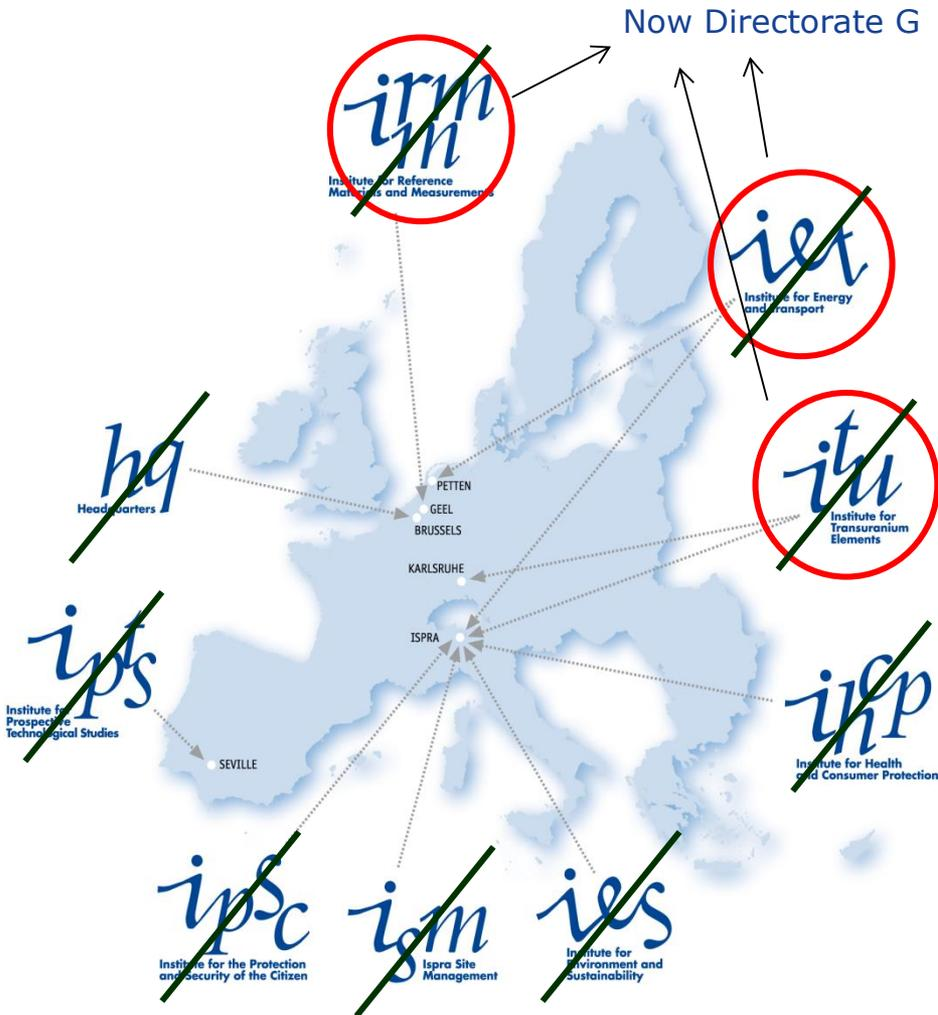 Now Directorate G
irmm
Institute for Reference
Materials and Measurements
iet
Institute for Energy
and Transport
hq
Headquarters
itu
Institute for
Transuranium
Elements
PETTEN
GEEL
BRUSSELS
KARLSRUHE
ISPRA
SEVILLE
ipts
Institute for
Prospective
Technological Studies
ihcp
Institute for Health
and Consumer Protection
ipsc
Institute for the Protection
and Security of the Citizen
ism
Ispra Site
Management
ies
Institute for
Environment and
Sustainability